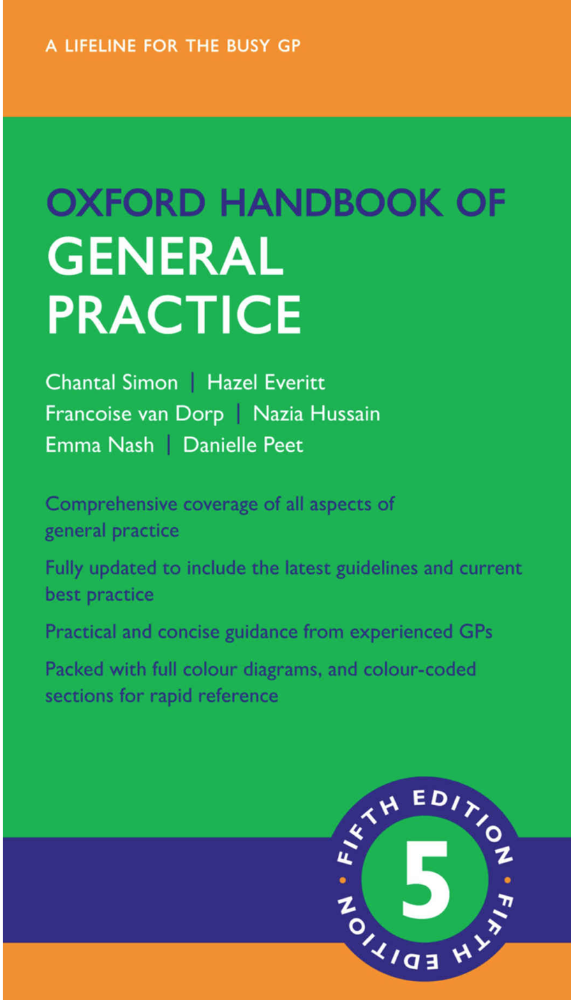 A LIFELINE FOR THE BUSY GP
OXFORD HANDBOOK OF
GENERAL
PRACTICE
Chantal Simon | Hazel Everitt
Francoise van Dorp | Nazia Hussain
Emma Nash | Danielle Peet
Comprehensive coverage of all aspects of
general practice
Fully updated to include the latest guidelines and current
best practice
Practical and concise guidance from experienced GPs
Packed with full colour diagrams, and colour-coded
sections for rapid reference
FIFTH EDITION • FIFTH EDITION •
5